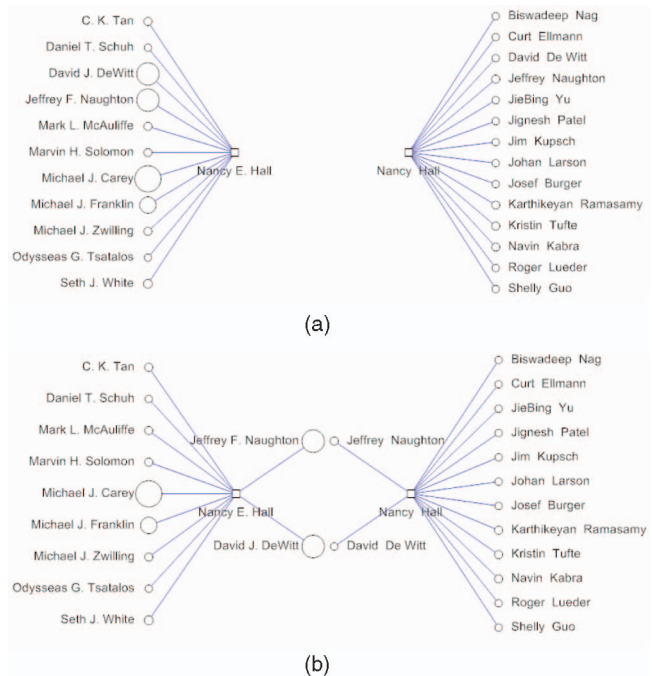 C. K. Tan
Daniel T. Schuh
David J. DeWitt
Jeffrey F. Naughton
Mark L. McAuliffe
Marvin H. Solomon
Michael J. Carey
Michael J. Franklin
Michael J. Zwilling
Odysseas G. Tsatalos
Seth J. White
Nancy E. Hall
Nancy Hall
Biswadeep Nag
Curt Ellmann
David De Witt
Jeffrey Naughton
JieBing Yu
Jignesh Patel
Jim Kupsch
Johan Larson
Josef Burger
Karthikeyan Ramasamy
Kristin Tufte
Navin Kabra
Roger Lueder
Shelly Guo
(a)
C. K. Tan
Daniel T. Schuh
Mark L. McAuliffe
Marvin H. Solomon
Michael J. Carey
Michael J. Franklin
Michael J. Zwilling
Odysseas G. Tsatalos
Seth J. White
Nancy E. Hall
Jeffrey F. Naughton
Jeffrey Naughton
David J. DeWitt
David De Witt
Nancy Hall
Biswadeep Nag
Curt Ellmann
JieBing Yu
Jignesh Patel
Jim Kupsch
Johan Larson
Josef Burger
Karthikeyan Ramasamy
Kristin Tufte
Navin Kabra
Roger Lueder
Shelly Guo
(b)